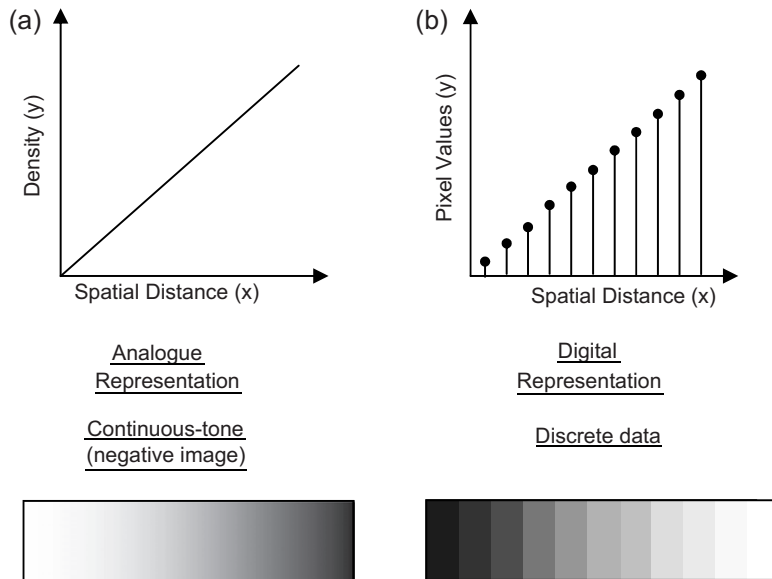 (a)
Density (y)
Spatial Distance (x)
Analogue
Representation
Continuous-tone
(negative image)
(b)
Pixel Values (y)
Spatial Distance (x)
Digital
Representation
Discrete data